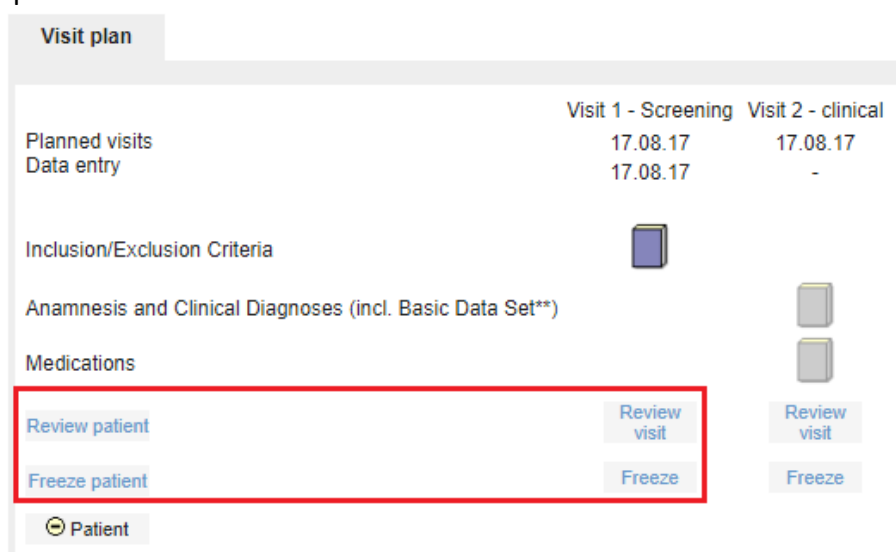 Visit plan
Visit 1 - Screening Visit 2 - clinical
Planned visits 17.08.17 17.08.17
Data entry 17.08.17 -
Inclusion/Exclusion Criteria
Anamnesis and Clinical Diagnoses (incl. Basic Data Set**)
Medications
Review patient Review visit Review visit
Freeze patient Freeze Freeze
Patient